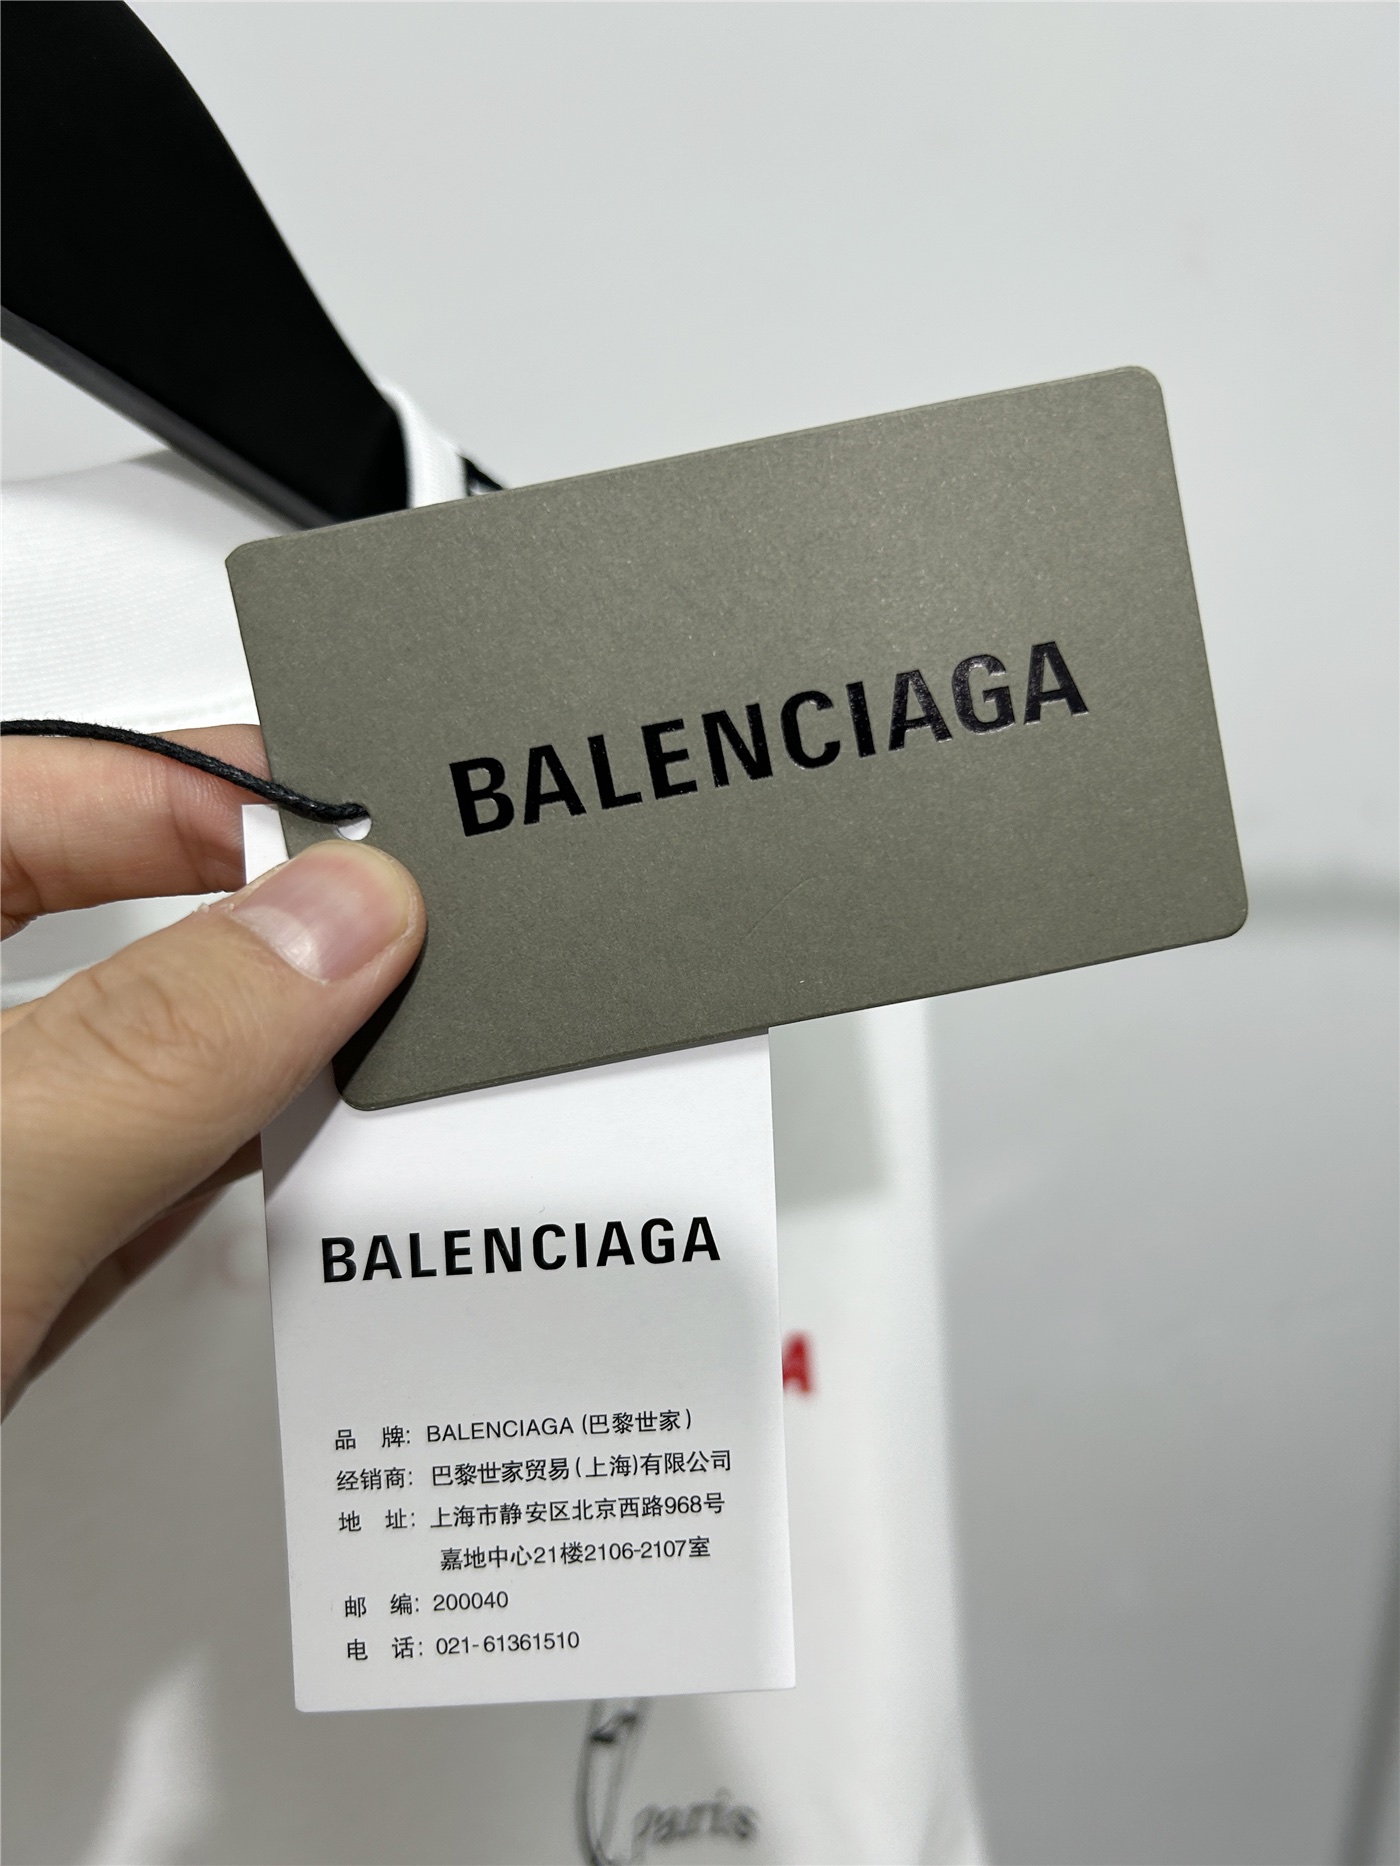 BALENCIAGA
BALENCIAGA
A
品 牌: BALENCIAGA (巴黎世家)
经销商: 巴黎世家贸易(上海)有限公司
地 址: 上海市静安区北京西路968号
嘉地中心21楼2106-2107室
邮 编: 200040
电 话: 021-61361510
paris